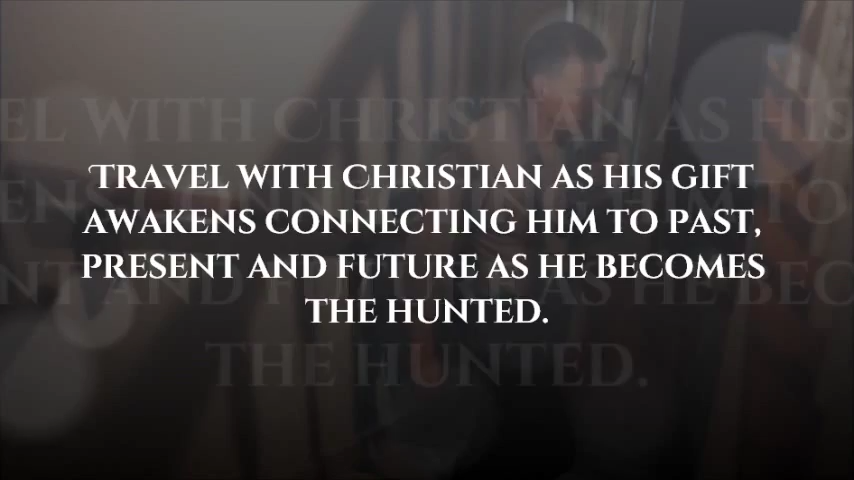 Travel with Christian as his gift
awakens connecting him to past,
present and future as he becomes
the hunted.